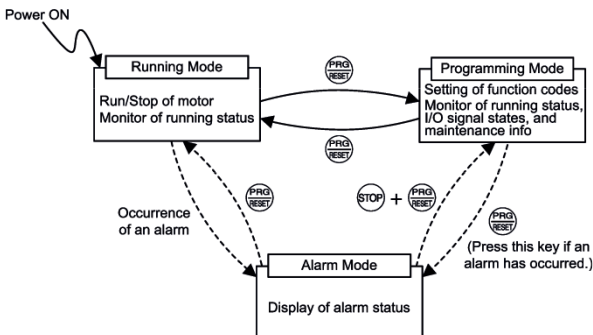 Power ON
Running Mode
Run/Stop of motor
Monitor of running status
PRG
RESET
Programming Mode
Setting of function codes
Monitor of running status,
I/O signal states, and
maintenance info
PRG
RESET
Occurrence
of an alarm
PRG
RESET
STOP + PRG
RESET
PRG
RESET
(Press this key if an
alarm has occurred.)
Alarm Mode
Display of alarm status